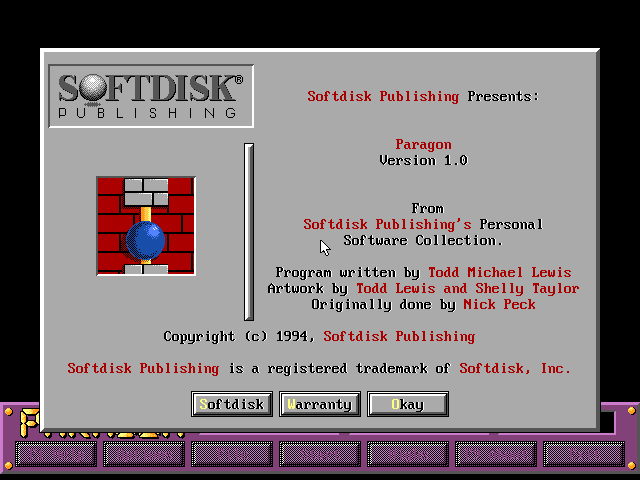 SOFTDISK®
PUBLISHING
Softdisk Publishing Presents:
Paragon
Version 1.0
From
Softdisk Publishing's Personal
Software Collection.
Program written by Todd Michael Lewis
Artwork by Todd Lewis and Shelly Taylor
Originally done by Nick Peck
Copyright (c) 1994, Softdisk Publishing
Softdisk Publishing is a registered trademark of Softdisk, Inc.
Softdisk Warranty Okay